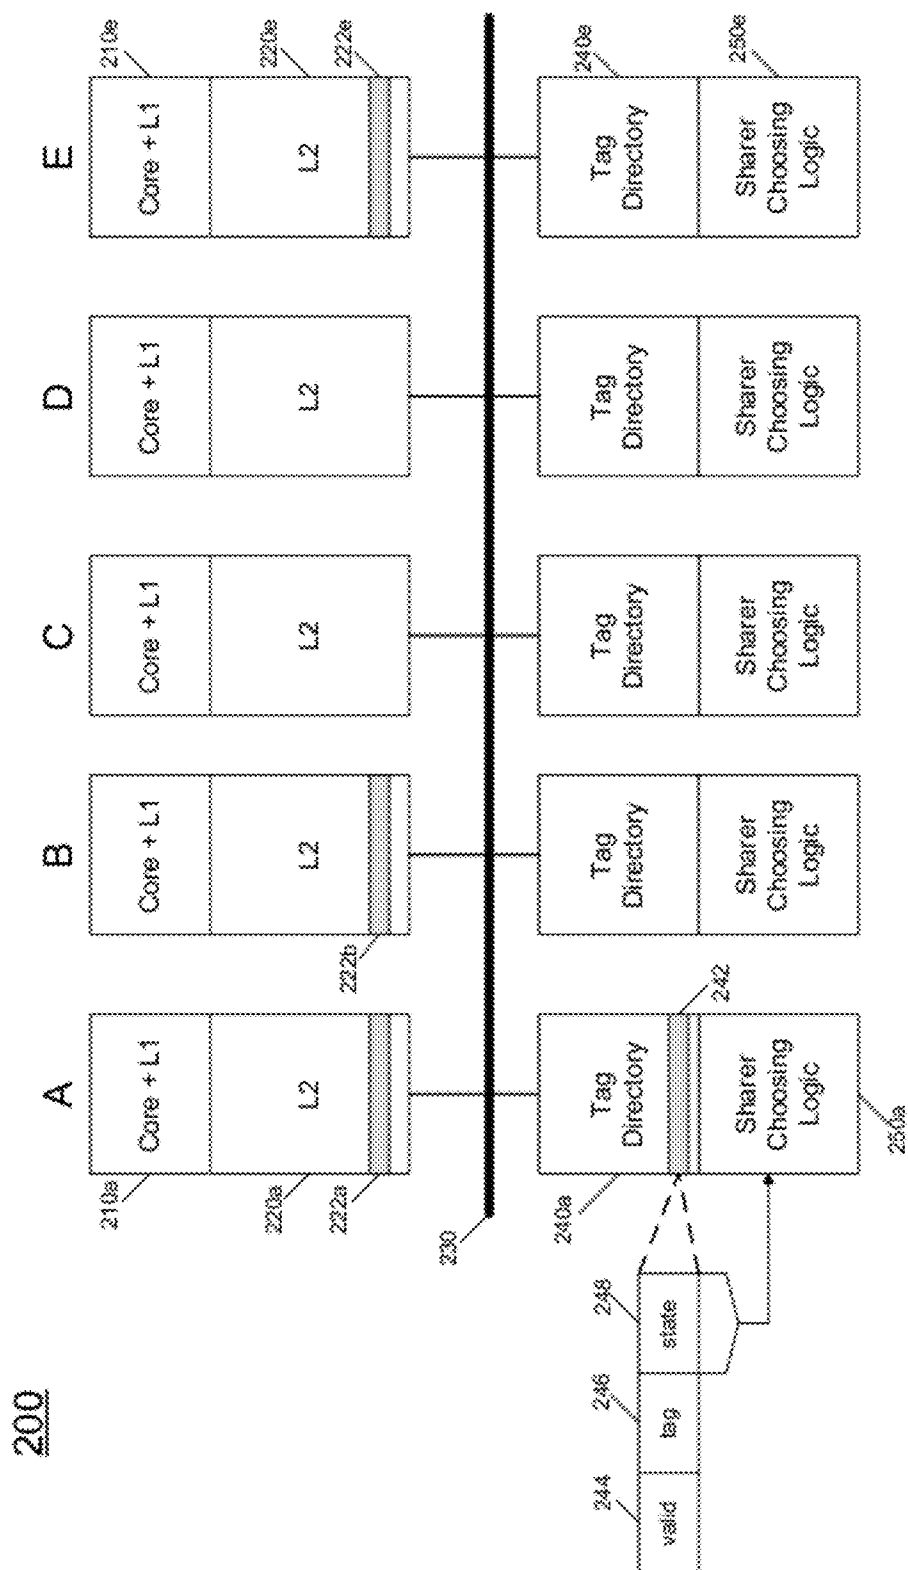 200
A
B
C
D
E
210a
210e
Core + L1
Core + L1
Core + L1
Core + L1
Core + L1
220a
220e
L2
L2
L2
L2
L2
222a
222b
222e
230
240a
240e
Tag
Directory
Tag
Directory
Tag
Directory
Tag
Directory
Tag
Directory
244
246
248
valid
tag
state
242
250e
Sharer
Choosing
Logic
Sharer
Choosing
Logic
Sharer
Choosing
Logic
Sharer
Choosing
Logic
Sharer
Choosing
Logic
250a